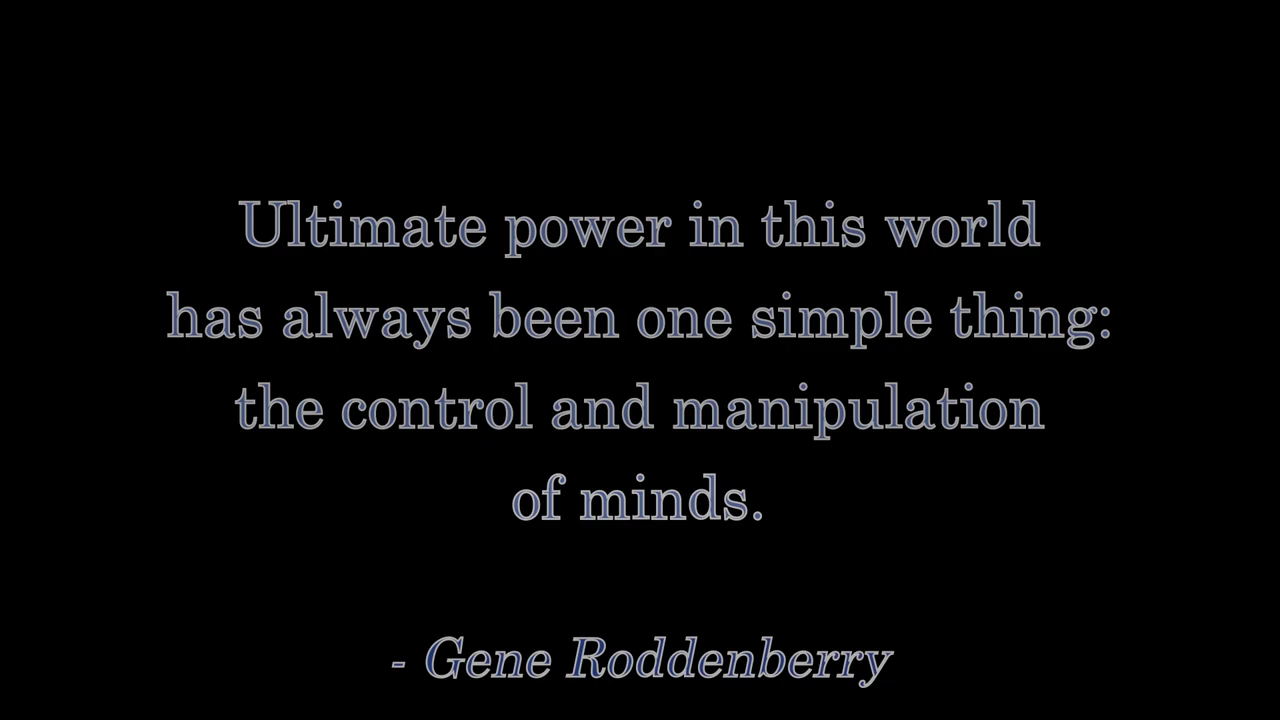 Ultimate power in this world
has always been one simple thing:
the control and manipulation
of minds.
- Gene Roddenberry